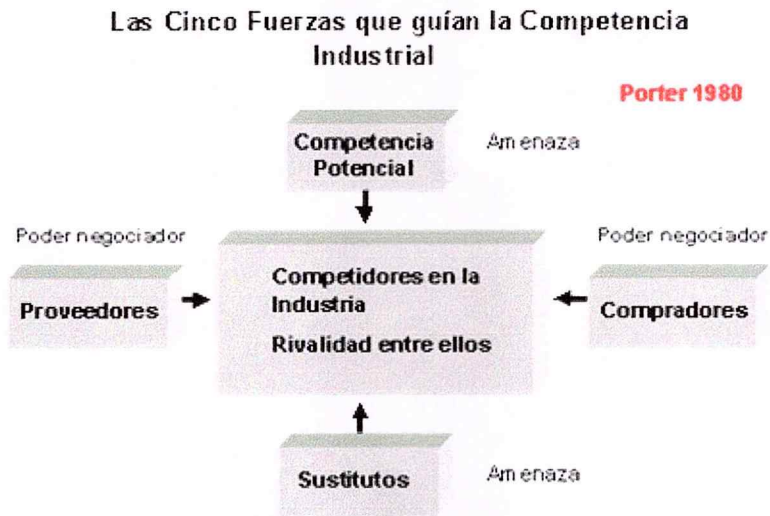 Las Cinco Fuerzas que guían la Competencia
Industrial
Porter 1980
Competencia
Potencial
Amenaza
Poder negociador
Proveedores
Competidores en la
Industria
Rivalidad entre ellos
Poder negociador
Compradores
Sustitutos
Amenaza